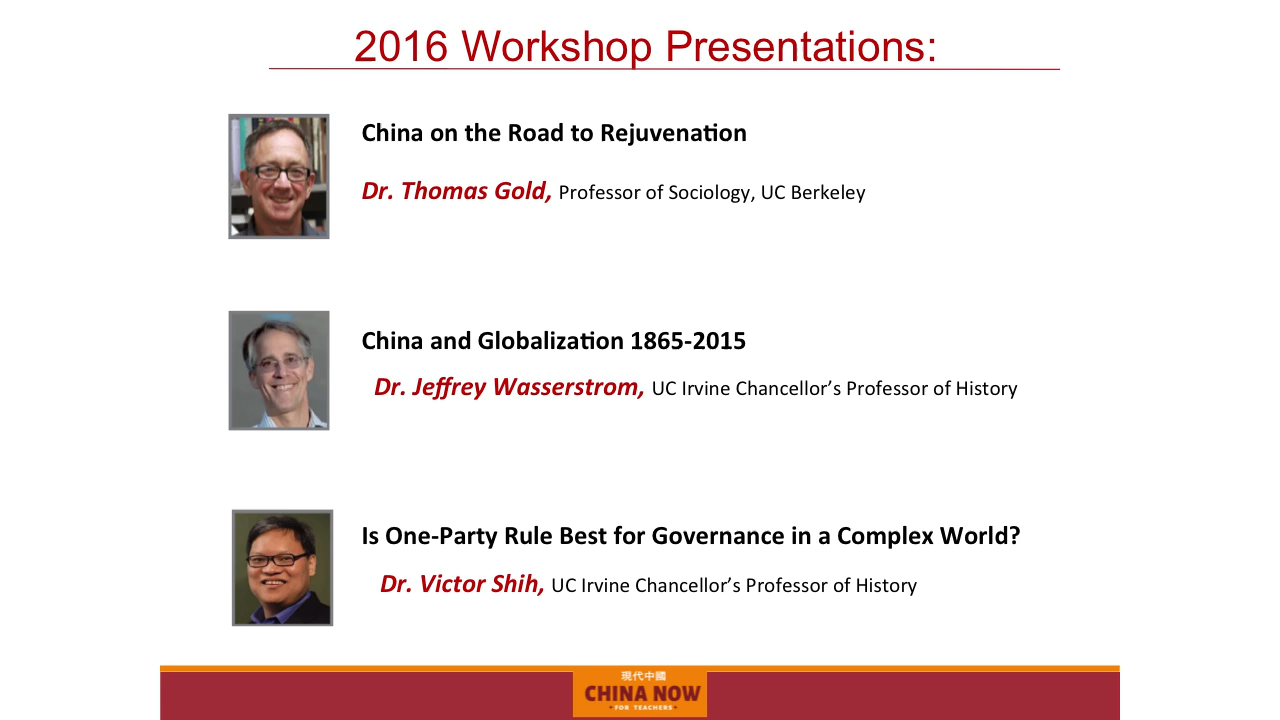 2016 Workshop Presentations:
China on the Road to Rejuvenation
Dr. Thomas Gold, Professor of Sociology, UC Berkeley
China and Globalization 1865-2015
Dr. Jeffrey Wasserstrom, UC Irvine Chancellor’s Professor of History
Is One-Party Rule Best for Governance in a Complex World?
Dr. Victor Shih, UC Irvine Chancellor’s Professor of History
現代中國
CHINA NOW
FOR TEACHERS